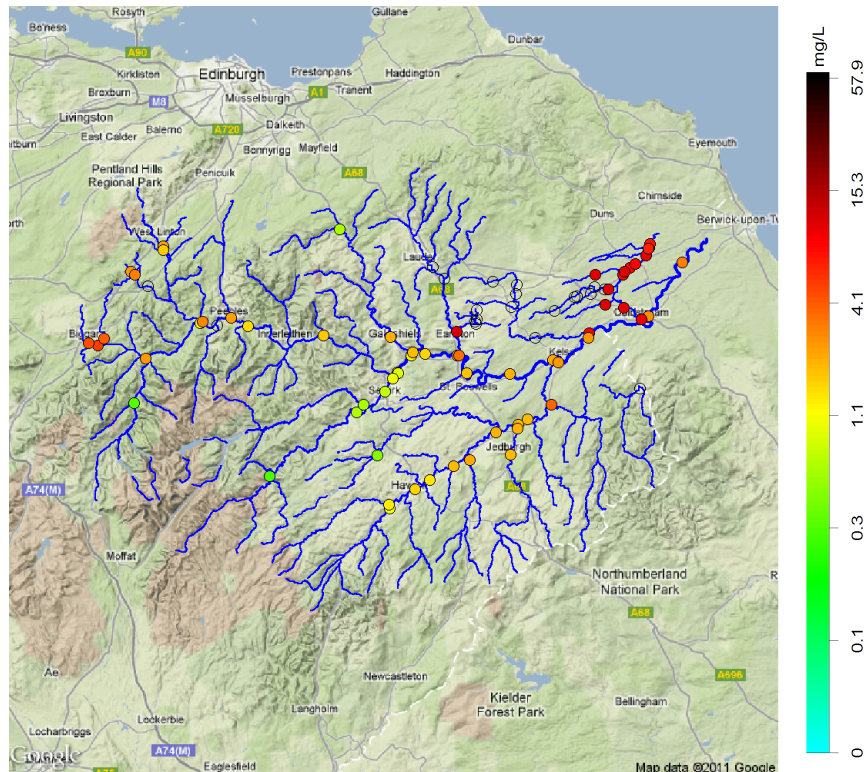 Rosyth
Gullane
Bo'ness
A90
Dunbar
Kirkliston
Edinburgh
Prestonpans
Haddington
Broxburn
A1
Tranent
M8
Musselburgh
Livingston
Balerno
A720
Dalkeith
East Calder
Bonnyrigg
Mayfield
Eyemouth
Pentland Hills
Regional Park
Penicuik
A68
Chirnside
Duns
Berwick-upon-Tw
West Linton
Lauder
A68
Peebles
Coldstream
Biggar
Innerleithen
Galashiels
Earlston
Kelso
Selkirk
St. Boswells
Jedburgh
Hawick
A74(M)
Moffat
Northumberland
National Park
A68
Ae
Newcastleton
A696
Kielder
Forest Park
Bellingham
Langholm
Lockerbie
Locharbriggs
A74(M)
Google
Eaglesfield
Map data ©2011 Google
mg/L
57.9
15.3
4.1
1.1
0.3
0.1
0